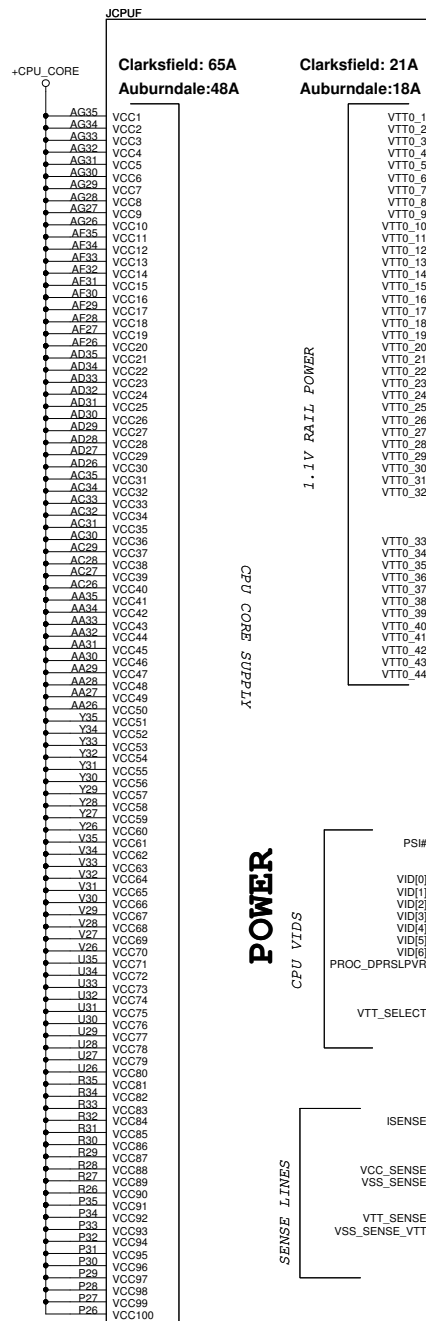 JCPUF
+CPU_CORE
Clarksfield: 65A
Auburndale:48A
Clarksfield: 21A
Auburndale:18A
AG35 VCC1
AG34 VCC2
AG33 VCC3
AG32 VCC4
AG31 VCC5
AG30 VCC6
AG29 VCC7
AG28 VCC8
AG27 VCC9
AG26 VCC10
AF35 VCC11
AF34 VCC12
AF33 VCC13
AF32 VCC14
AF31 VCC15
AF30 VCC16
AF29 VCC17
AF28 VCC18
AF27 VCC19
AF26 VCC20
AD35 VCC21
AD34 VCC22
AD33 VCC23
AD32 VCC24
AD31 VCC25
AD30 VCC26
AD29 VCC27
AD28 VCC28
AD27 VCC29
AD26 VCC30
AC35 VCC31
AC34 VCC32
AC33 VCC33
AC32 VCC34
AC31 VCC35
AC30 VCC36
AC29 VCC37
AC28 VCC38
AC27 VCC39
AC26 VCC40
AA35 VCC41
AA34 VCC42
AA33 VCC43
AA32 VCC44
AA31 VCC45
AA30 VCC46
AA29 VCC47
AA28 VCC48
AA27 VCC49
AA26 VCC50
Y35 VCC51
Y34 VCC52
Y33 VCC53
Y32 VCC54
Y31 VCC55
Y30 VCC56
Y29 VCC57
Y28 VCC58
Y27 VCC59
Y26 VCC60
V35 VCC61
V34 VCC62
V33 VCC63
V32 VCC64
V31 VCC65
V30 VCC66
V29 VCC67
V28 VCC68
V27 VCC69
V26 VCC70
U35 VCC71
U34 VCC72
U33 VCC73
U32 VCC74
U31 VCC75
U30 VCC76
U29 VCC77
U28 VCC78
U27 VCC79
U26 VCC80
R35 VCC81
R34 VCC82
R33 VCC83
R32 VCC84
R31 VCC85
R30 VCC86
R29 VCC87
R28 VCC88
R27 VCC89
R26 VCC90
P35 VCC91
P34 VCC92
P33 VCC93
P32 VCC94
P31 VCC95
P30 VCC96
P29 VCC97
P28 VCC98
P27 VCC99
P26 VCC100
CPU CORE SUPPLY
POWER
1.1V RAIL POWER
VTT0_1
VTT0_2
VTT0_3
VTT0_4
VTT0_5
VTT0_6
VTT0_7
VTT0_8
VTT0_9
VTT0_10
VTT0_11
VTT0_12
VTT0_13
VTT0_14
VTT0_15
VTT0_16
VTT0_17
VTT0_18
VTT0_19
VTT0_20
VTT0_21
VTT0_22
VTT0_23
VTT0_24
VTT0_25
VTT0_26
VTT0_27
VTT0_28
VTT0_29
VTT0_30
VTT0_31
VTT0_32
VTT0_33
VTT0_34
VTT0_35
VTT0_36
VTT0_37
VTT0_38
VTT0_39
VTT0_40
VTT0_41
VTT0_42
VTT0_43
VTT0_44
CPU VIDS
PSI#
VID[0]
VID[1]
VID[2]
VID[3]
VID[4]
VID[5]
VID[6]
PROC_DPRSLPVR
VTT_SELECT
SENSE LINES
ISENSE
VCC_SENSE
VSS_SENSE
VTT_SENSE
VSS_SENSE_VTT